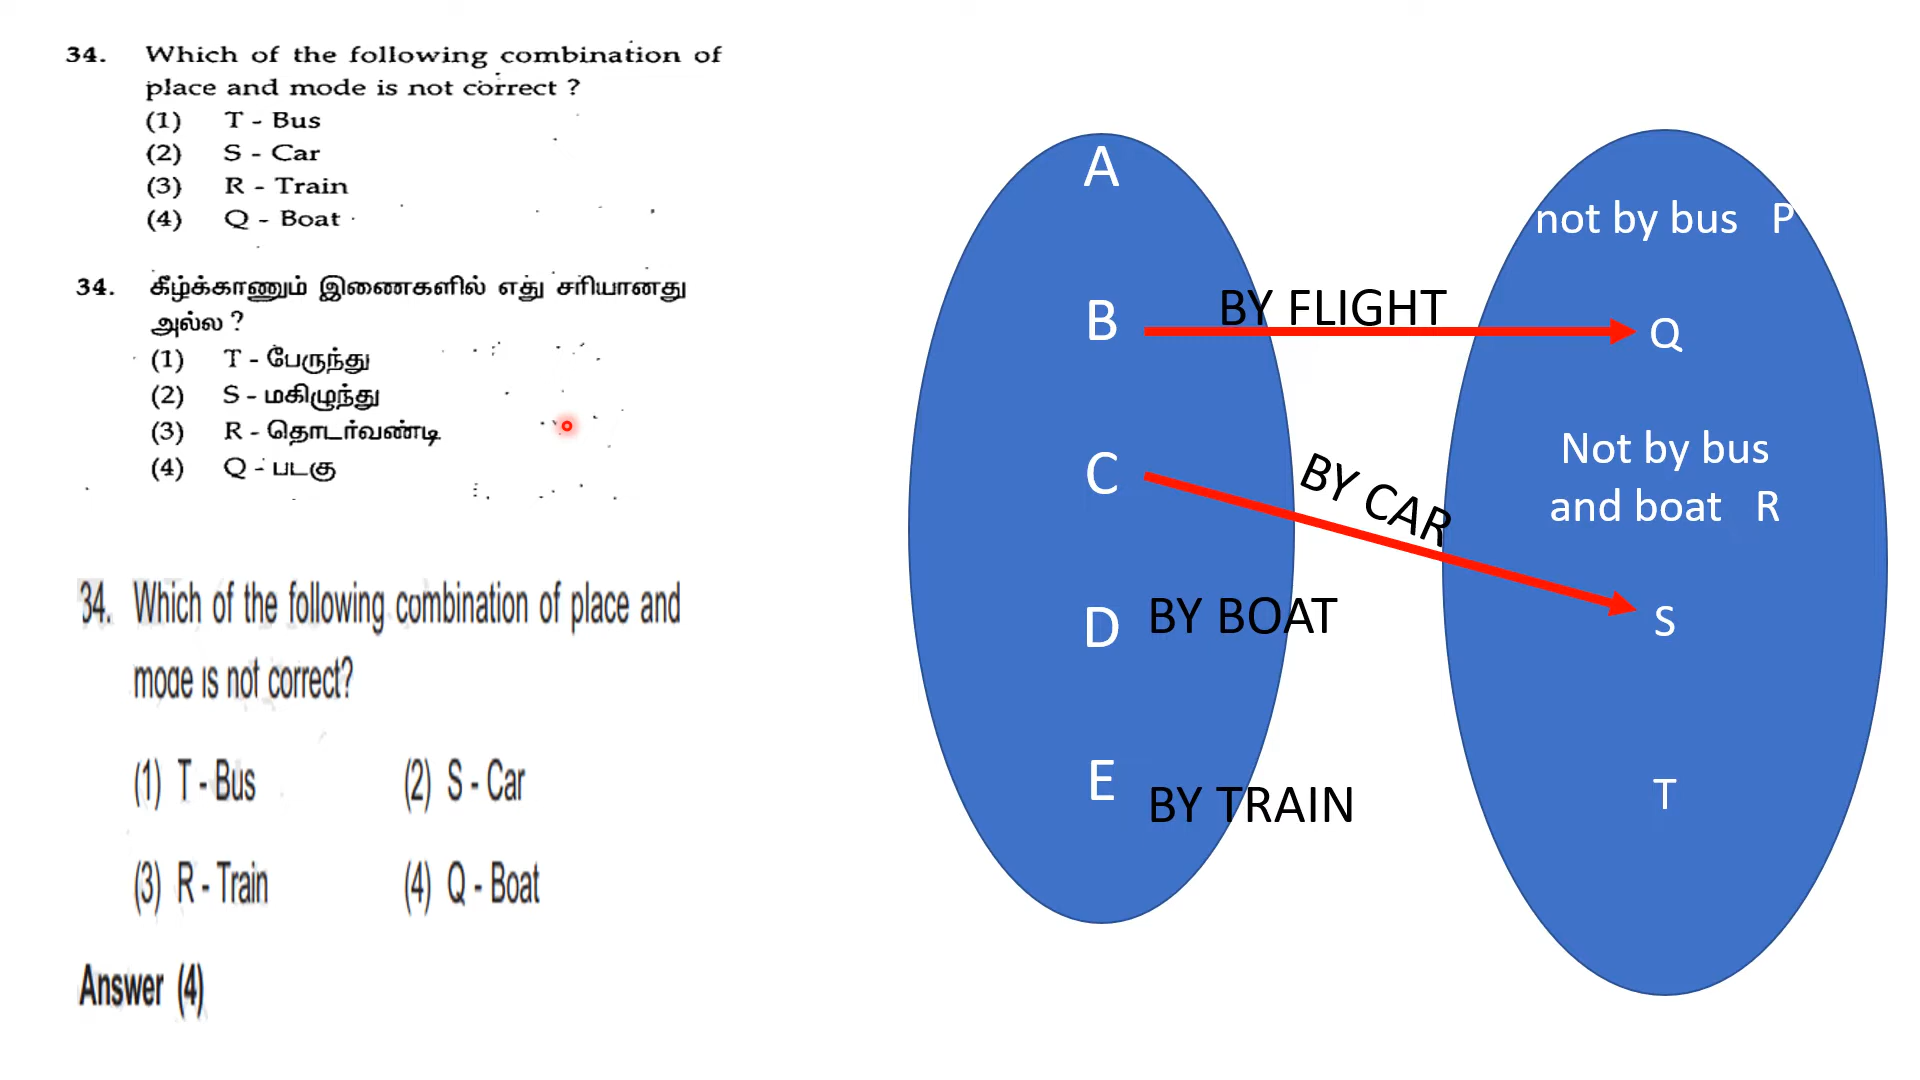 34. Which of the following combination of
place and mode is not correct ?
(1) T - Bus
(2) S - Car
(3) R - Train
(4) Q - Boat
34. கீழ்க்காணும் இணைகளில் எது சரியானது
அல்ல ?
(1) T - பேருந்து
(2) S - மகிழுந்து
(3) R - தொடர்வண்டி
(4) Q - படகு
34. Which of the following combination of place and
mode is not correct?
(1) T - Bus (2) S - Car
(3) R - Train (4) Q - Boat
Answer (4)
A
B
C
D
E
BY FLIGHT
BY CAR
BY BOAT
BY TRAIN
not by bus P
Q
Not by bus
and boat R
S
T